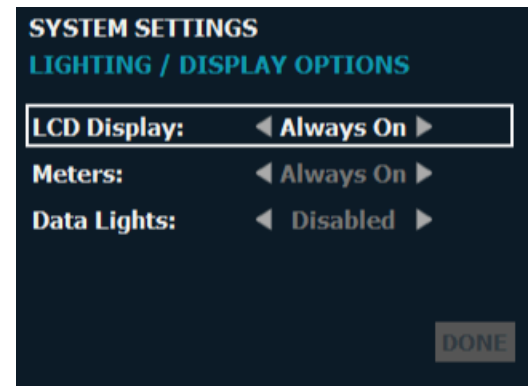 SYSTEM SETTINGS
LIGHTING / DISPLAY OPTIONS
LCD Display: Always On
Meters: Always On
Data Lights: Disabled
DONE